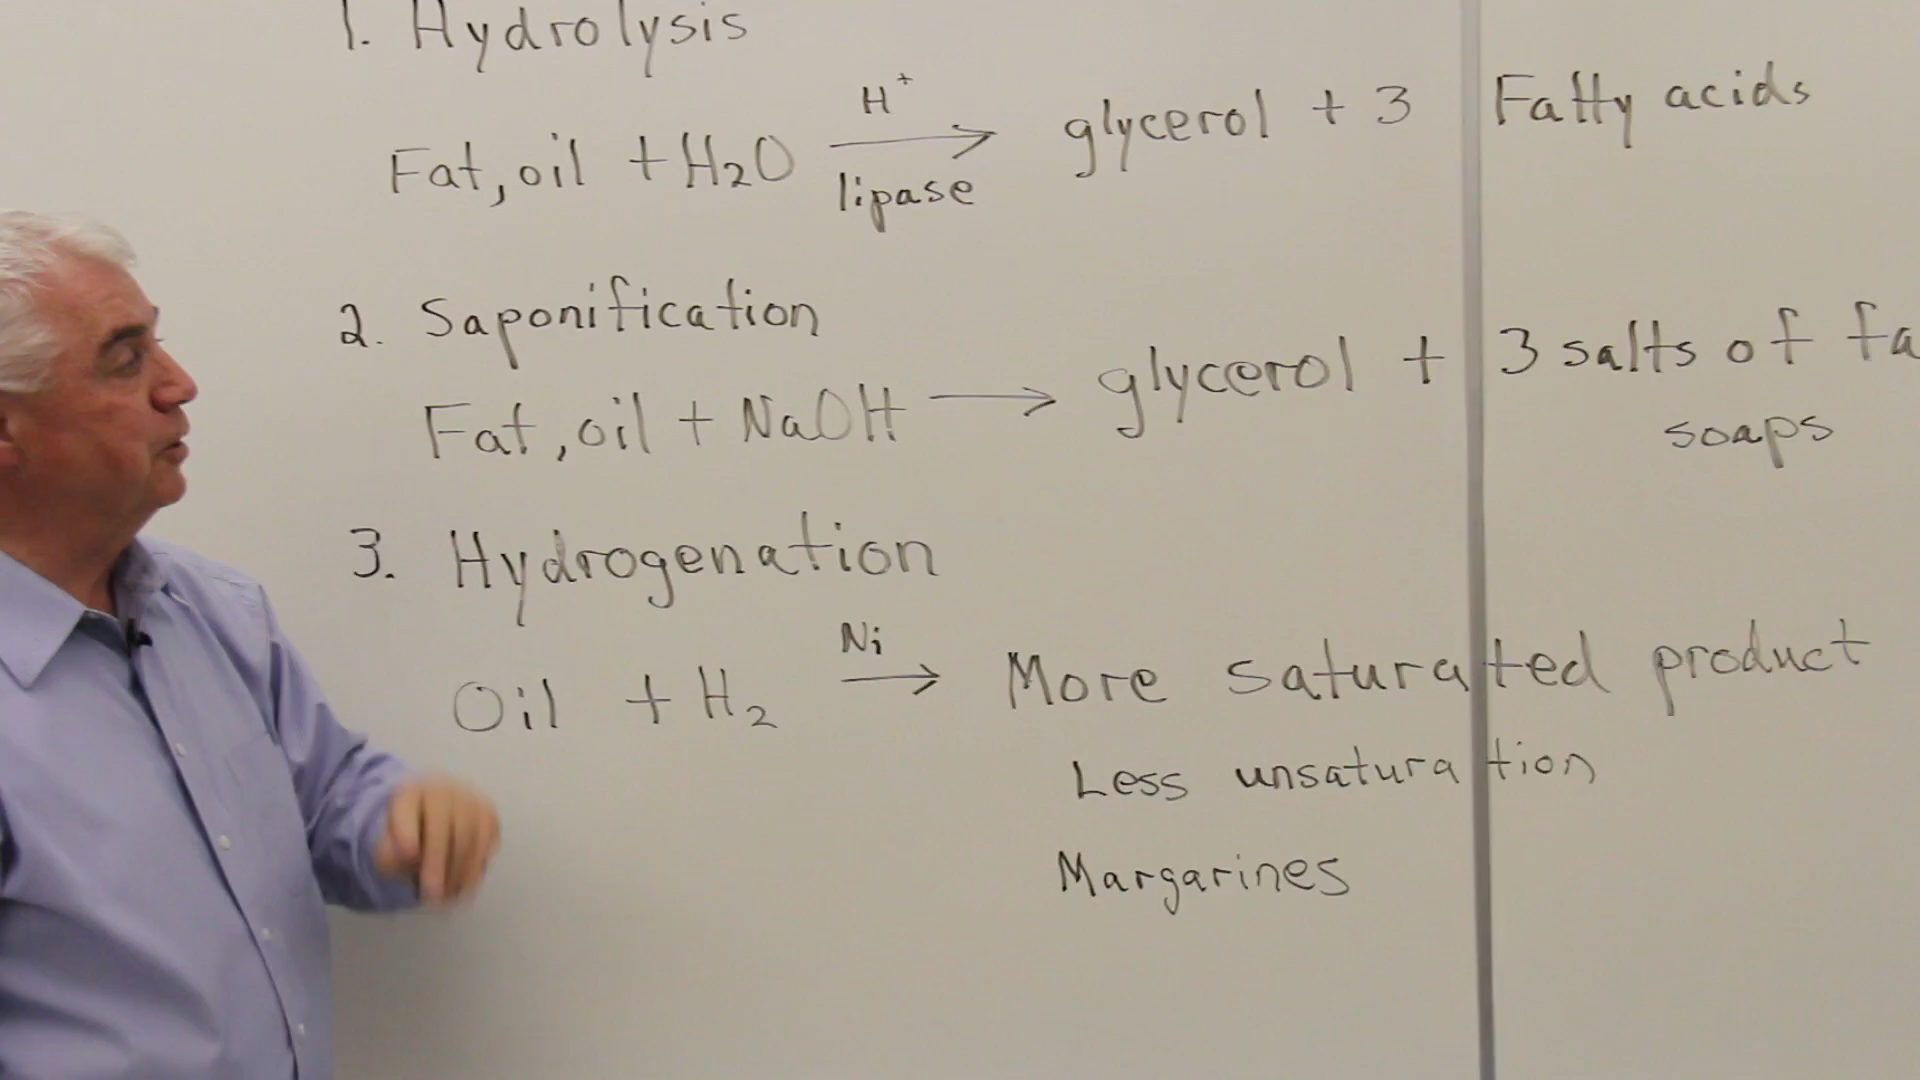 1. Hydrolysis
Fat, oil + H₂O H⁺ → lipase glycerol + 3 Fatty acids
2. Saponification
Fat, oil + NaOH → glycerol + 3 salts of fa
soaps
3. Hydrogenation
Oil + H₂ Ni → More saturated product
Less unsaturation
Margarines